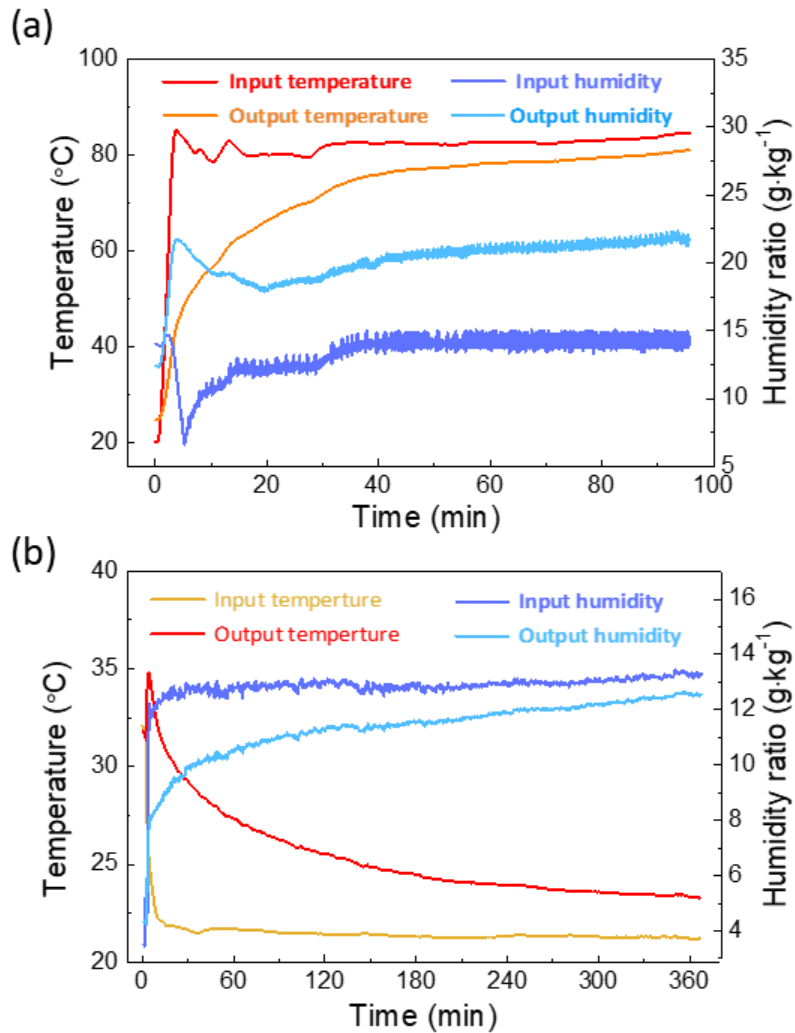 (a)
100
80
60
40
20
35
30
25
20
15
10
5
Temperature (°C)
Humidity ratio (g·kg⁻¹)
Input temperature
Input humidity
Output temperature
Output humidity
0
20
40
60
80
100
Time (min)
(b)
40
35
30
25
20
16
14
12
10
8
6
4
Temperature (°C)
Humidity ratio (g·kg⁻¹)
Input temperture
Input humidity
Output temperture
Output humidity
0
60
120
180
240
300
360
Time (min)